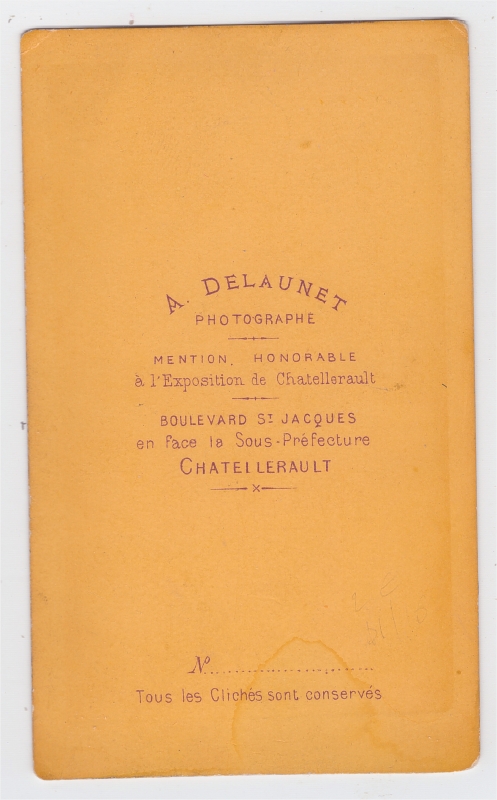 A. DELAUNET
PHOTOGRAPHE
MENTION HONORABLE
à l'Exposition de Chatellerault
BOULEVARD ST JACQUES
en face la Sous-Préfecture
CHATELLERAULT
No
Tous les Clichés sont conservés